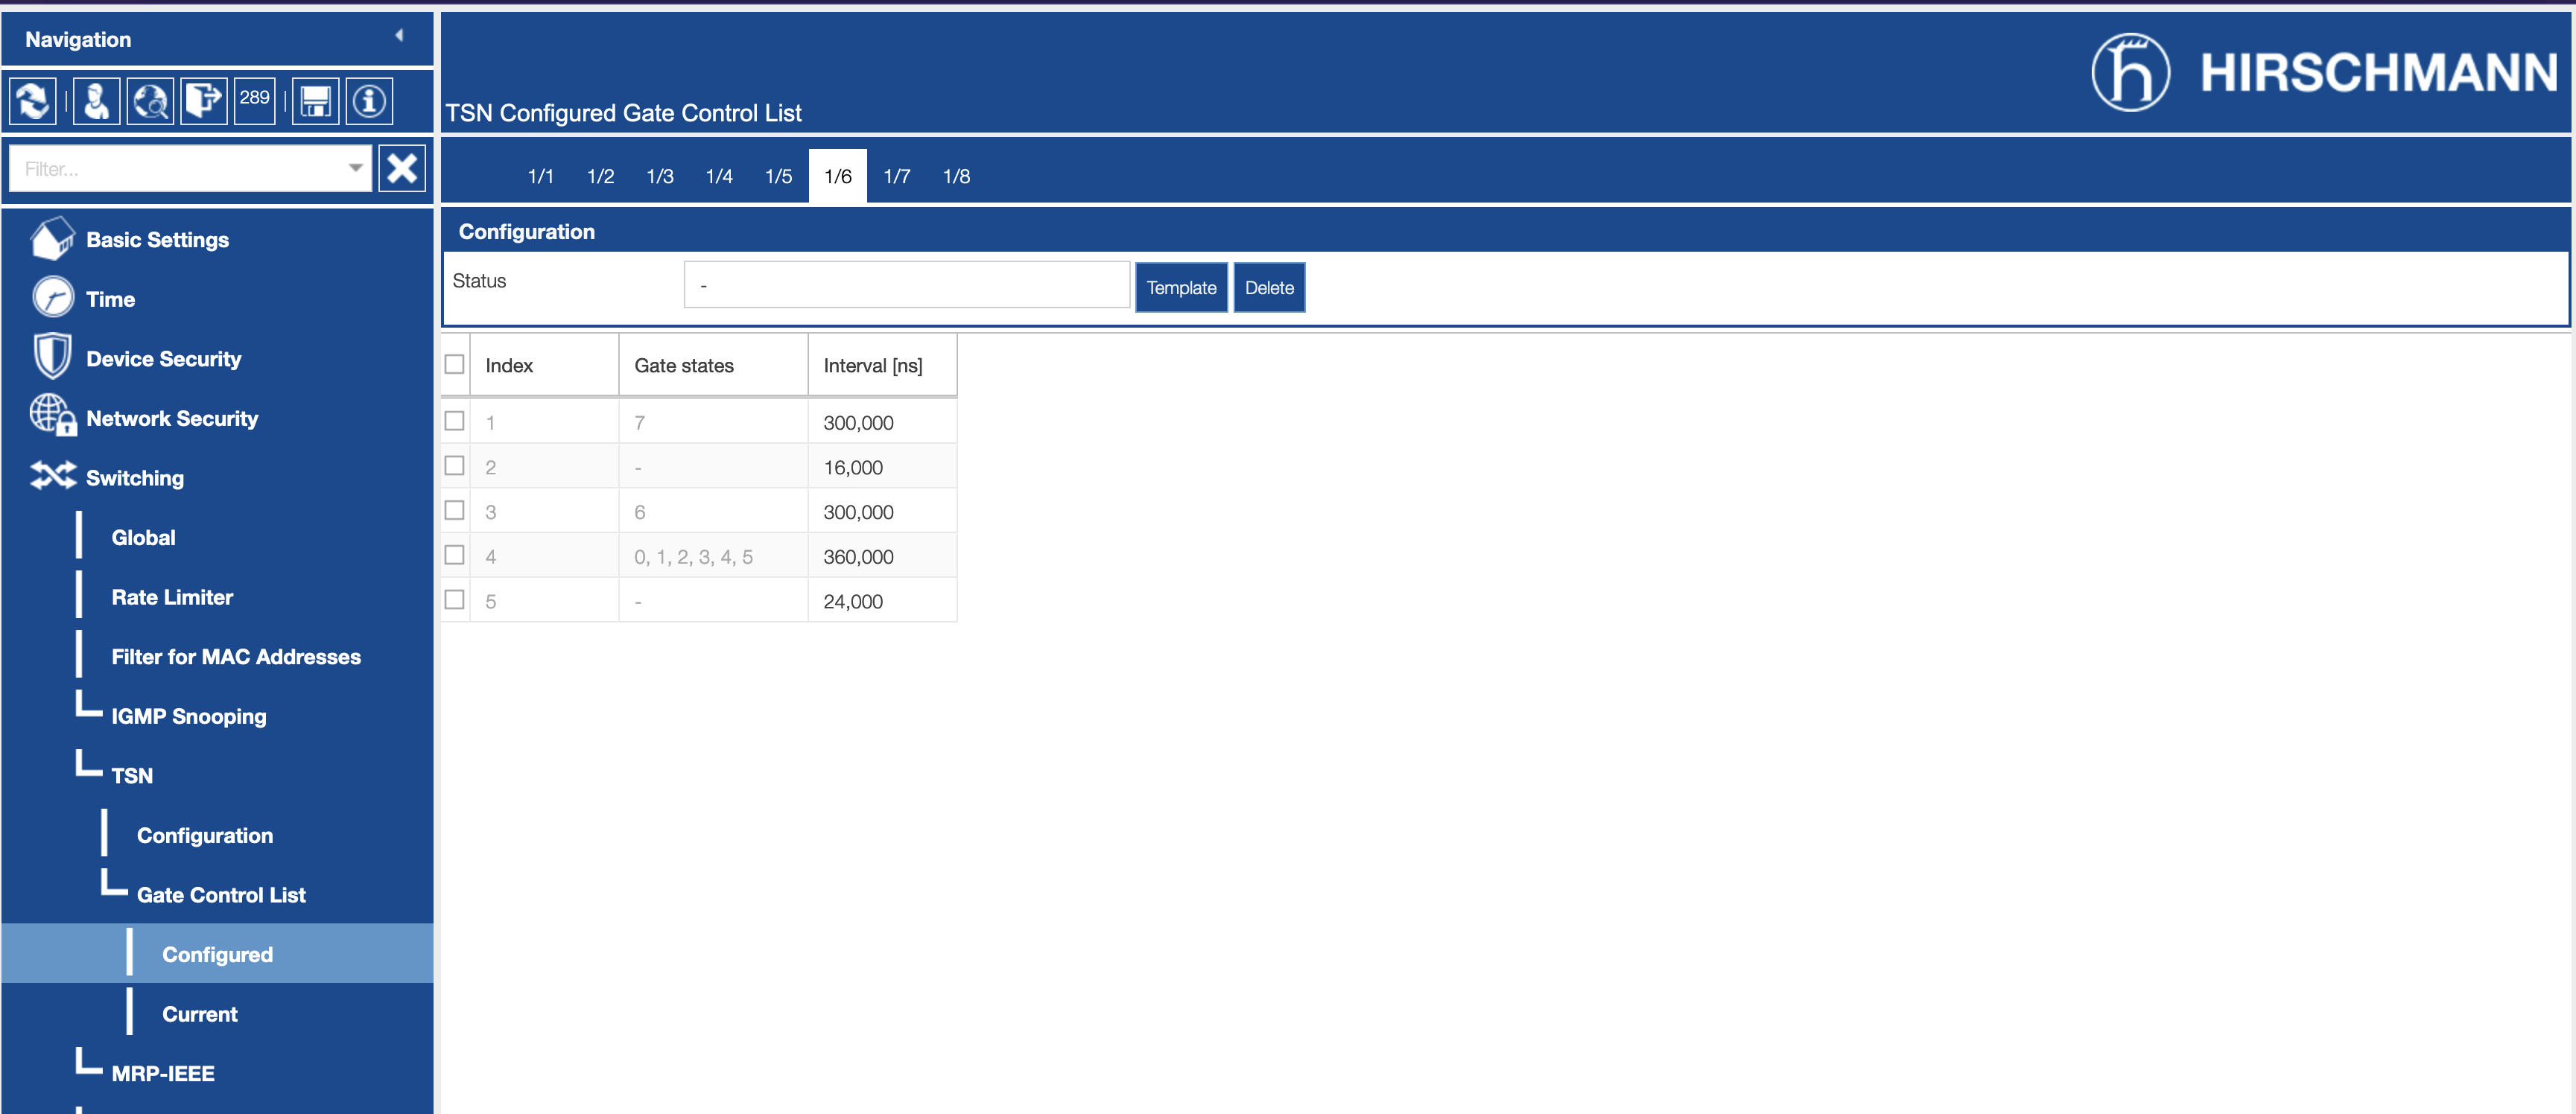 Navigation
289
Filter...
Basic Settings
Time
Device Security
Network Security
Switching
Global
Rate Limiter
Filter for MAC Addresses
IGMP Snooping
TSN
Configuration
Gate Control List
Configured
Current
MRP-IEEE
HIRSCHMANN
TSN Configured Gate Control List
1/1 1/2 1/3 1/4 1/5 1/6 1/7 1/8
Configuration
Status - Template Delete
Index Gate states Interval [ns]
1 7 300,000
2 - 16,000
3 6 300,000
4 0, 1, 2, 3, 4, 5 360,000
5 - 24,000